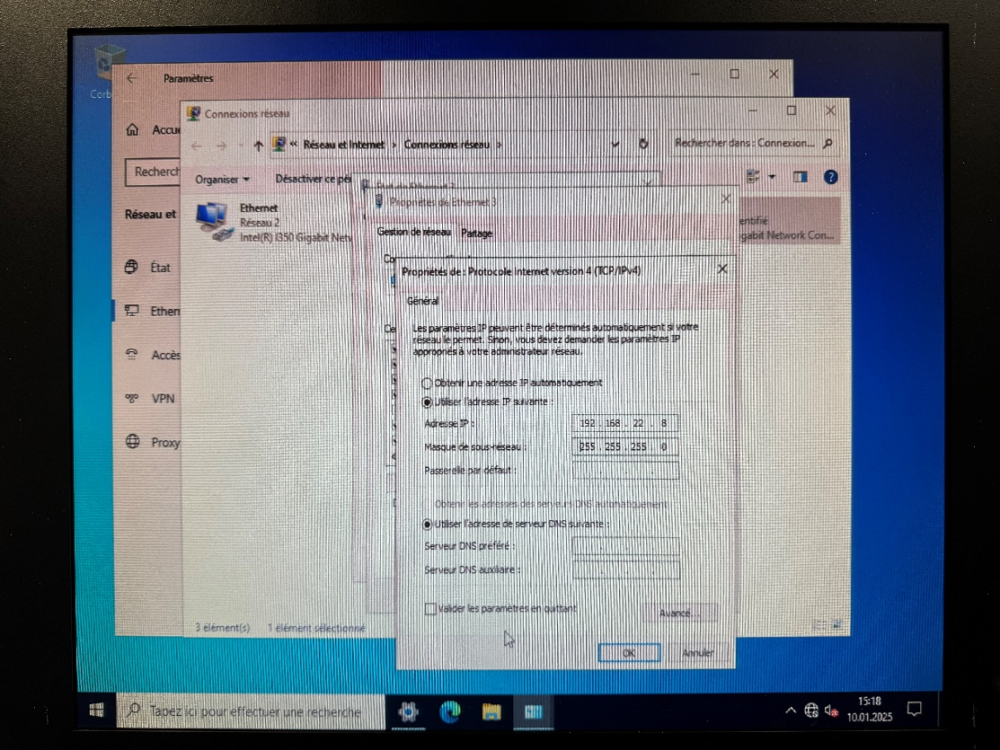 Corb
Paramètres
Accu
Recherch
Réseau et
État
Ether
Accès
VPN
Proxy
Connexions réseau
« Réseau et Internet › Connexions réseau ›
Rechercher dans : Connexion...
Organiser
Désactiver ce pér
Ethernet
Réseau 2
Intel(R) I350 Gigabit Netw
entifié
gabit Network Con...
Propriétés de Ethernet 3
Gestion de réseau
Partage
Co
Ce
Propriétés de : Protocole Internet version 4 (TCP/IPv4)
Général
Les paramètres IP peuvent être déterminés automatiquement si votre
réseau le permet. Sinon, vous devez demander les paramètres IP
appropriés à votre administrateur réseau.
Obtenir une adresse IP automatiquement
Utiliser l'adresse IP suivante :
Adresse IP : 192 . 168 . 22 . 8
Masque de sous-réseau : 255 . 255 . 255 . 0
Passerelle par défaut : . . .
Obtenir les adresses des serveurs DNS automatiquement
Utiliser l'adresse de serveur DNS suivante :
Serveur DNS préféré : . . .
Serveur DNS auxiliaire : . . .
Valider les paramètres en quittant
Avancé...
OK
Annuler
3 élément(s)
1 élément sélectionné
Tapez ici pour effectuer une recherche
15:18
10.01.2025